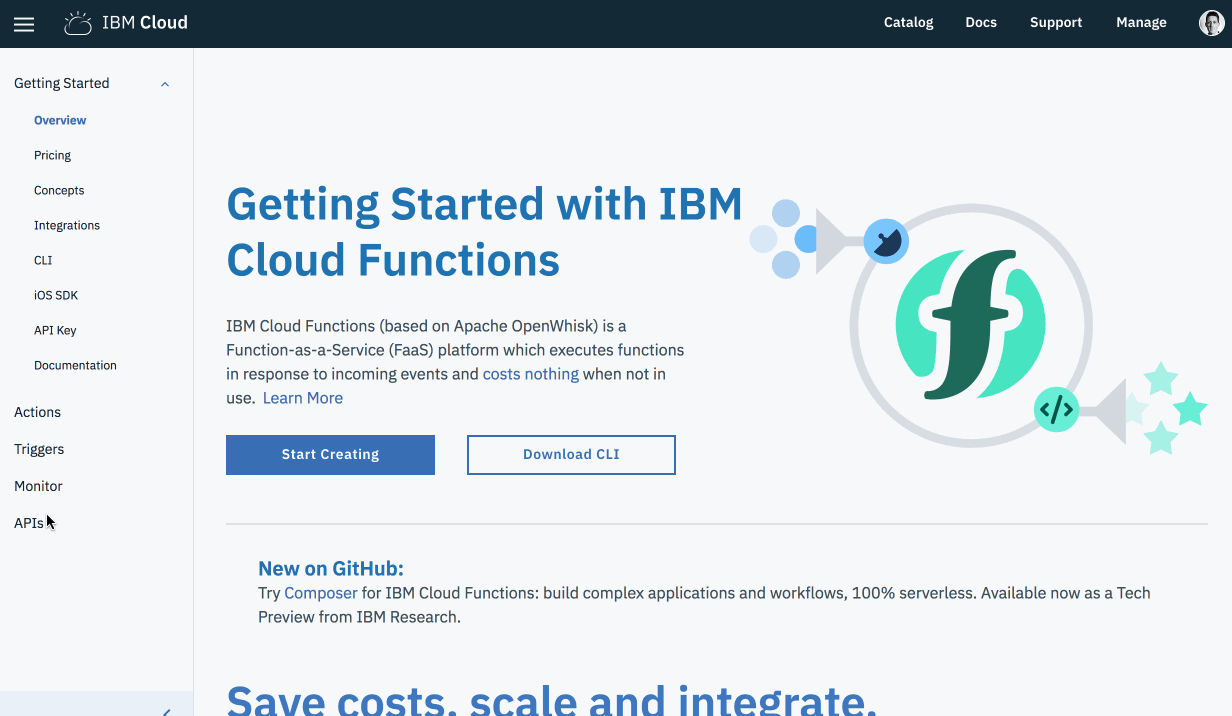 IBM Cloud
Catalog
Docs
Support
Manage
Getting Started
Overview
Pricing
Concepts
Integrations
CLI
iOS SDK
API Key
Documentation
Actions
Triggers
Monitor
APIs
Getting Started with IBM
Cloud Functions
IBM Cloud Functions (based on Apache OpenWhisk) is a
Function-as-a-Service (FaaS) platform which executes functions
in response to incoming events and costs nothing when not in
use. Learn More
Start Creating
Download CLI
f
</>
New on GitHub:
Try Composer for IBM Cloud Functions: build complex applications and workflows, 100% serverless. Available now as a Tech
Preview from IBM Research.
Save costs, scale and integrate.